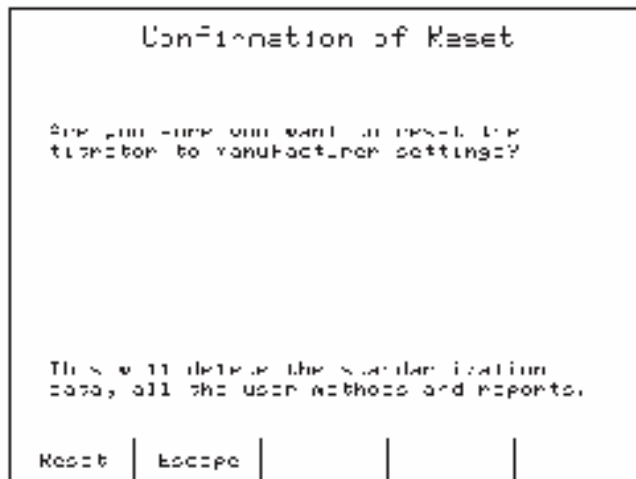 Confirmation of Reset
Are you sure you want to reset the
titrator to manufacturer settings?
This will delete the standardization
data, all the user methods and reports.
Reset
Escape